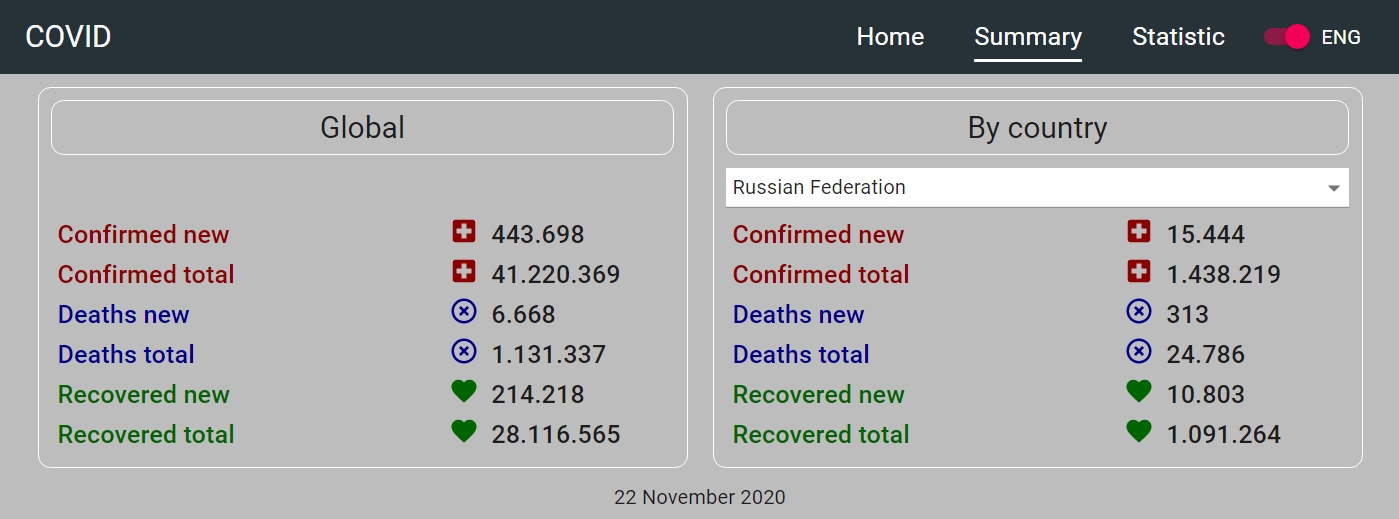 COVID Home Summary Statistic ENG
Global
Confirmed new 443.698
Confirmed total 41.220.369
Deaths new 6.668
Deaths total 1.131.337
Recovered new 214.218
Recovered total 28.116.565
By country
Russian Federation
Confirmed new 15.444
Confirmed total 1.438.219
Deaths new 313
Deaths total 24.786
Recovered new 10.803
Recovered total 1.091.264
22 November 2020